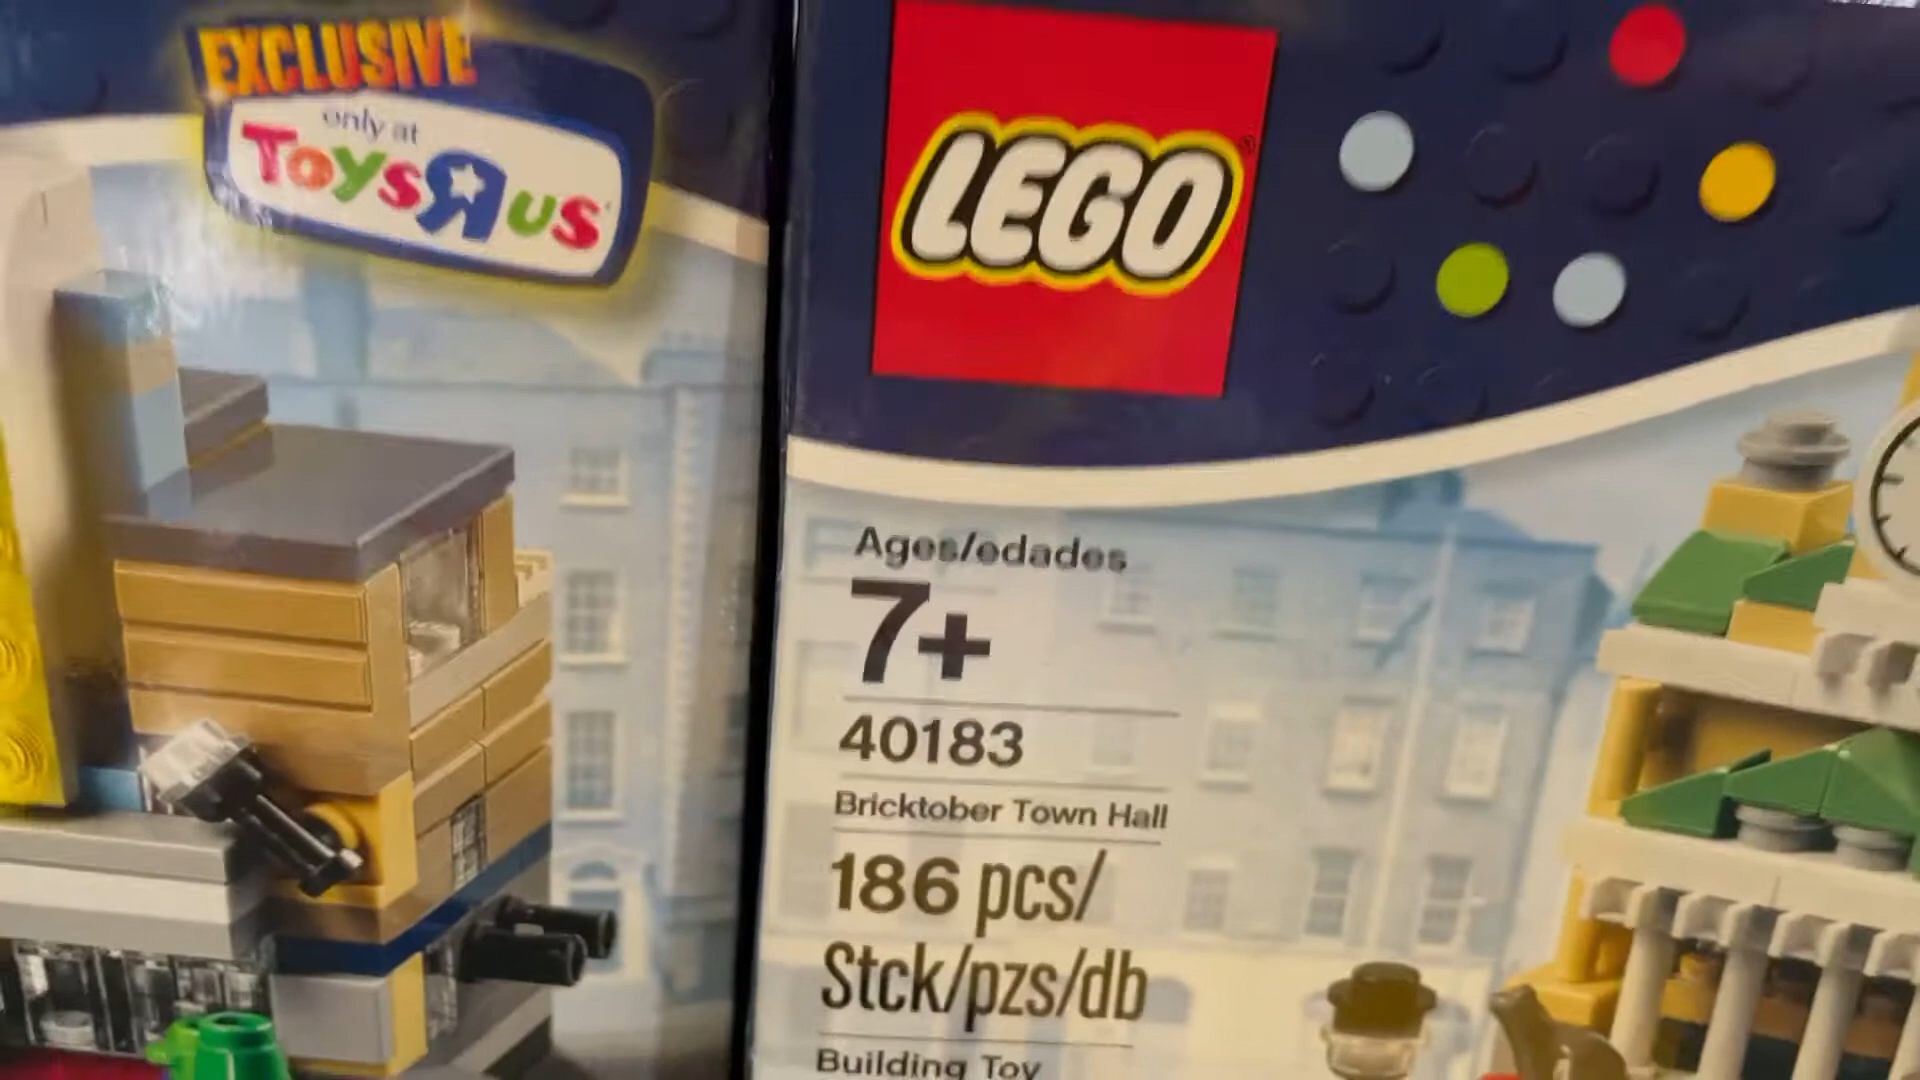 EXCLUSIVE
only at
ToysRus
LEGO
Ages/edades
7+
40183
Bricktober Town Hall
186 pcs/
Stck/pzs/db
Building Toy